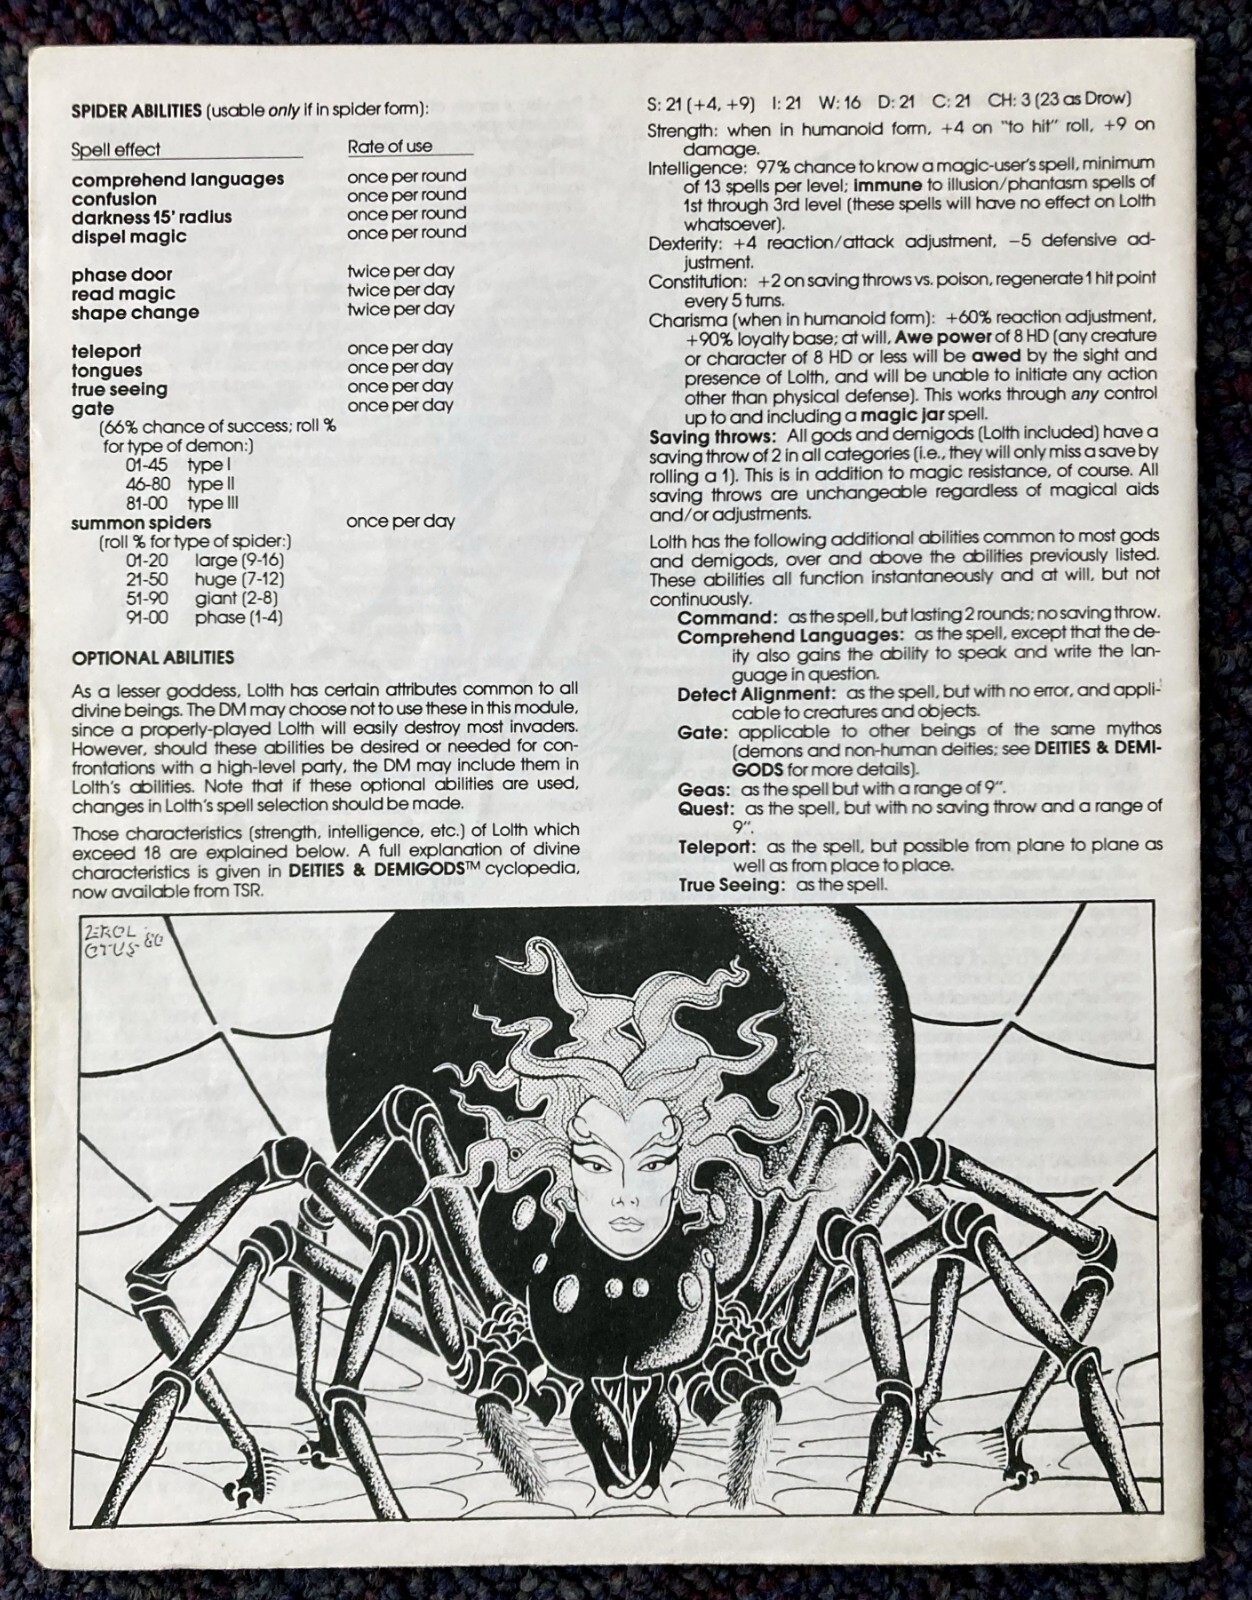 SPIDER ABILITIES (usable only if in spider form):
Spell effect Rate of use
comprehend languages once per round
confusion once per round
darkness 15' radius once per round
dispel magic once per round
phase door twice per day
read magic twice per day
shape change twice per day
teleport once per day
tongues once per day
true seeing once per day
gate once per day
(66% chance of success; roll %
for type of demon:)
01-45 type I
46-80 type II
81-00 type III
summon spiders once per day
(roll % for type of spider:)
01-20 large (9-16)
21-50 huge (7-12)
51-90 giant (2-8)
91-00 phase (1-4)
OPTIONAL ABILITIES
As a lesser goddess, Lolth has certain attributes common to all
divine beings. The DM may choose not to use these in this module,
since a properly-played Lolth will easily destroy most invaders.
However, should these abilities be desired or needed for con-
frontations with a high-level party, the DM may include them in
Lolth's abilities. Note that if these optional abilities are used,
changes in Lolth's spell selection should be made.
Those characteristics (strength, intelligence, etc.) of Lolth which
exceed 18 are explained below. A full explanation of divine
characteristics is given in DEITIES & DEMIGODS™ cyclopedia,
now available from TSR.
S: 21 (+4, +9) I: 21 W: 16 D: 21 C: 21 CH: 3 (23 as Drow)
Strength: when in humanoid form, +4 on "to hit" roll, +9 on
damage.
Intelligence: 97% chance to know a magic-user's spell, minimum
of 13 spells per level; immune to illusion/phantasm spells of
1st through 3rd level (these spells will have no effect on Lolth
whatsoever).
Dexterity: +4 reaction/attack adjustment, −5 defensive ad-
justment.
Constitution: +2 on saving throws vs. poison, regenerate 1 hit point
every 5 turns.
Charisma (when in humanoid form): +60% reaction adjustment,
+90% loyalty base; at will, Awe power of 8 HD (any creature
or character of 8 HD or less will be awed by the sight and
presence of Lolth, and will be unable to initiate any action
other than physical defense). This works through any control
up to and including a magic jar spell.
Saving throws: All gods and demigods (Lolth included) have a
saving throw of 2 in all categories (i.e., they will only miss a save by
rolling a 1). This is in addition to magic resistance, of course. All
saving throws are unchangeable regardless of magical aids
and/or adjustments.
Lolth has the following additional abilities common to most gods
and demigods, over and above the abilities previously listed.
These abilities all function instantaneously and at will, but not
continuously.
Command: as the spell, but lasting 2 rounds; no saving throw.
Comprehend Languages: as the spell, except that the de-
ity also gains the ability to speak and write the lan-
guage in question.
Detect Alignment: as the spell, but with no error, and appli-
cable to creatures and objects.
Gate: applicable to other beings of the same mythos
(demons and non-human deities; see DEITIES & DEMI-
GODS for more details).
Geas: as the spell but with a range of 9".
Quest: as the spell, but with no saving throw and a range of
9".
Teleport: as the spell, but possible from plane to plane as
well as from place to place.
True Seeing: as the spell.
EROL
OTUS 80